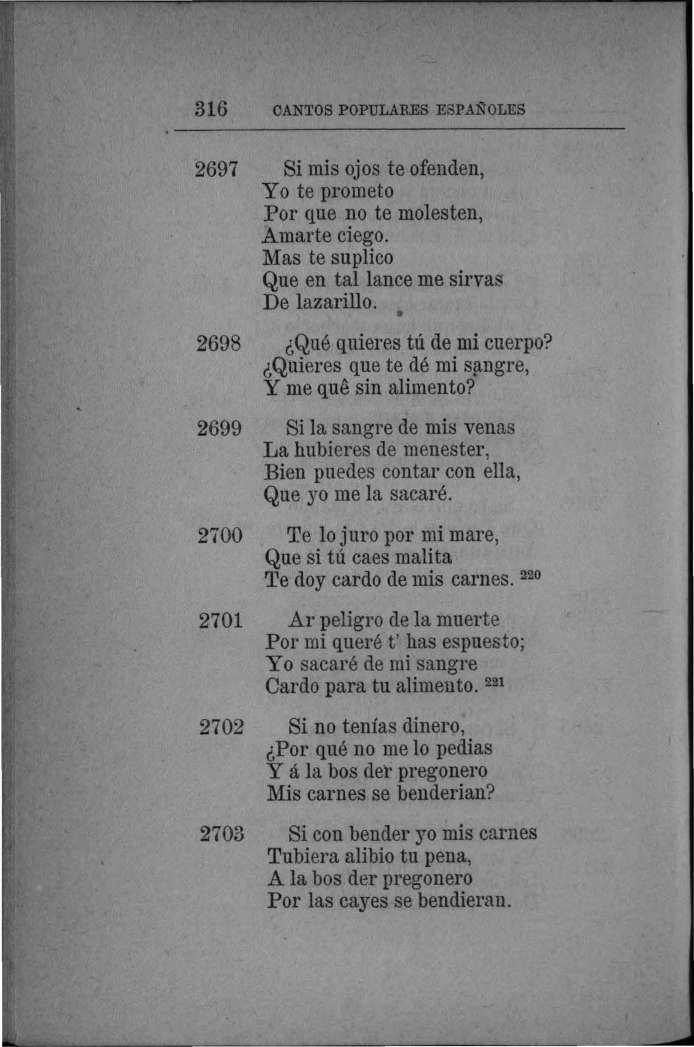 316 CANTOS POPULARES ESPAÑOLES
2697 Si mis ojos te ofenden,
Yo te prometo
Por que no te molesten,
Amarte ciego.
Mas te suplico
Que en tal lance me sirvas
De lazarillo.
2698 ¿Qué quieres tú de mi cuerpo?
¿Quieres que te dé mi sangre,
Y me quê sin alimento?
2699 Si la sangre de mis venas
La hubieres de menester,
Bien puedes contar con ella,
Que yo me la sacaré.
2700 Te lo juro por mi mare,
Que si tú caes malita
Te doy cardo de mis carnes. 220
2701 Ar peligro de la muerte
Por mi queré t' has espuesto;
Yo sacaré de mi sangre
Cardo para tu alimento. 221
2702 Si no tenías dinero,
¿Por qué no me lo pedias
Y á la bos der pregonero
Mis carnes se benderian?
2703 Si con bender yo mis carnes
Tubiera alibio tu pena,
A la bos der pregonero
Por las cayes se bendieran.